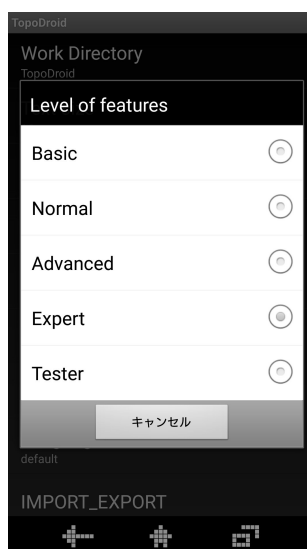 TopoDroid
Work Directory
TopoDroid
Level of features
Basic
Normal
Advanced
Expert
Tester
キャンセル
default
IMPORT_EXPORT